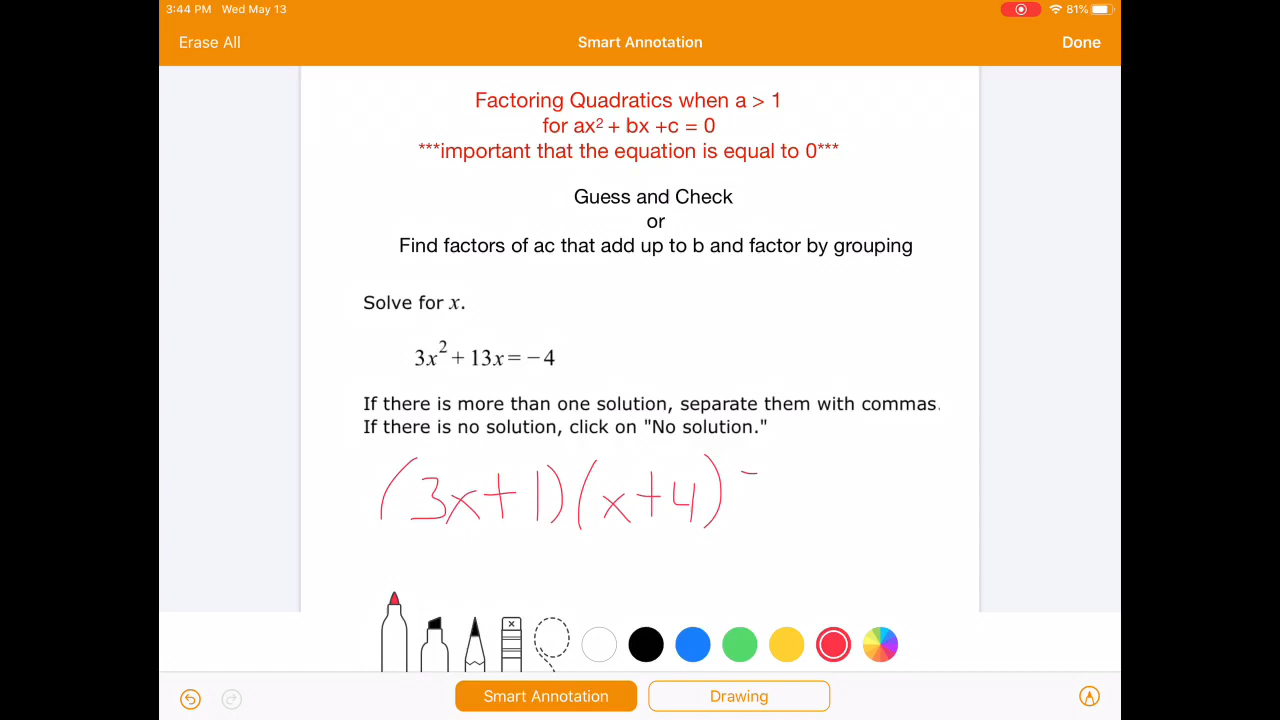 3:44 PM Wed May 13 81%
Erase All Smart Annotation Done
Factoring Quadratics when a > 1
for ax² + bx +c = 0
***important that the equation is equal to 0***
Guess and Check
or
Find factors of ac that add up to b and factor by grouping
Solve for x.
3x² + 13x = −4
If there is more than one solution, separate them with commas.
If there is no solution, click on "No solution."
(3x+1)(x+4) -
Smart Annotation Drawing